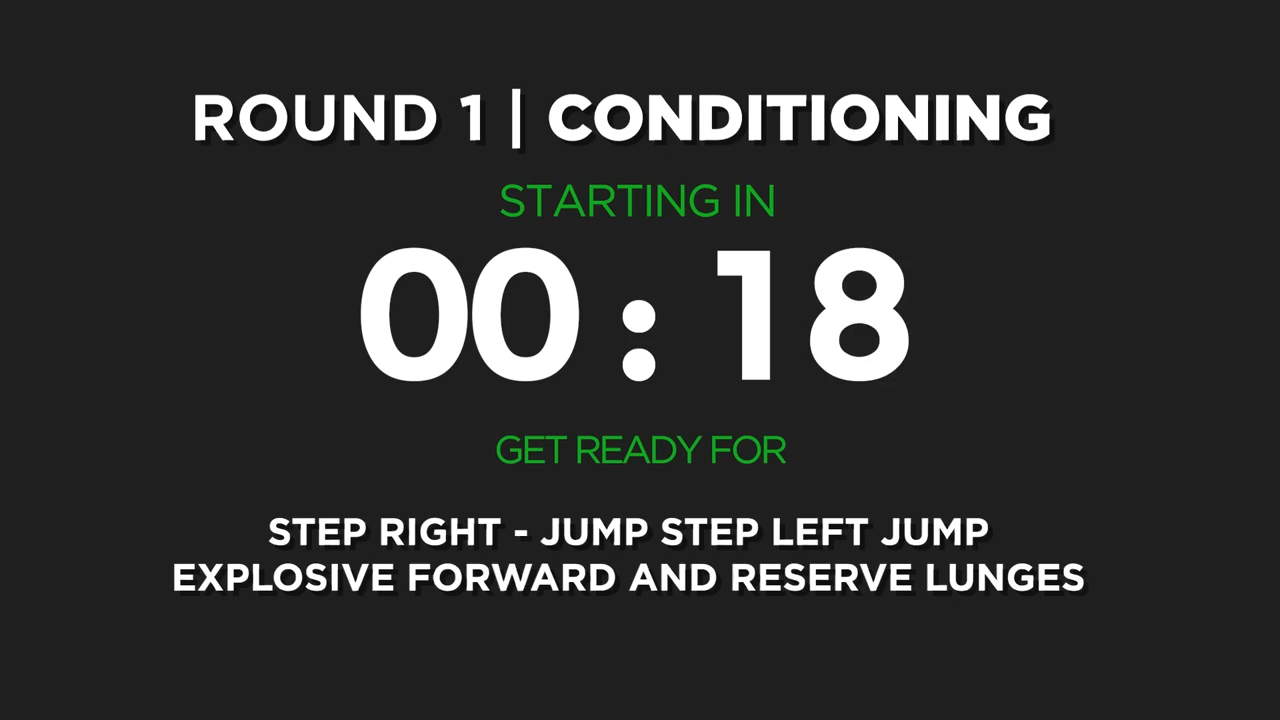 ROUND 1 | CONDITIONING
STARTING IN
00 : 18
GET READY FOR
STEP RIGHT - JUMP STEP LEFT JUMP
EXPLOSIVE FORWARD AND RESERVE LUNGES